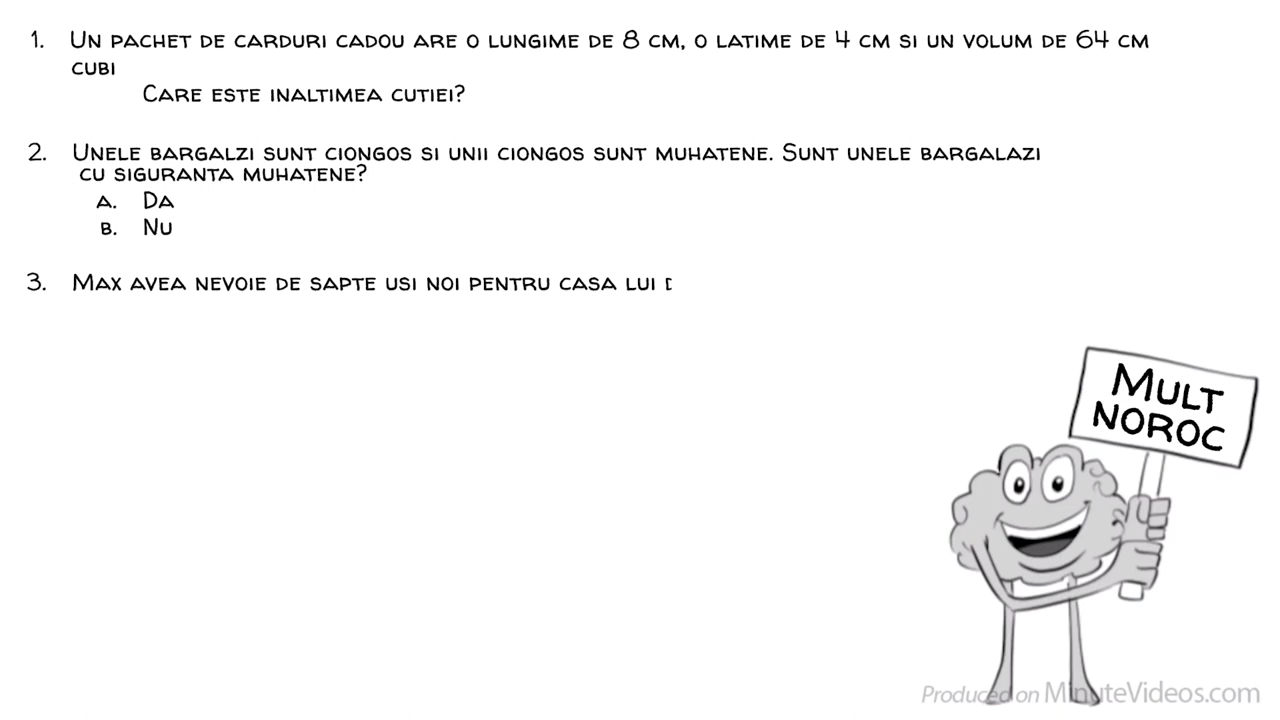 1. Un pachet de carduri cadou are o lungime de 8 cm, o latime de 4 cm si un volum de 64 cm
cubi
Care este inaltimea cutiei?
2. Unele bargalzi sunt ciongos si unii ciongos sunt muhatene. Sunt unele bargalazi
cu siguranta muhatene?
a. Da
b. Nu
3. Max avea nevoie de sapte usi noi pentru casa lui
Mult
noroc
Produced on MinuteVideos.com